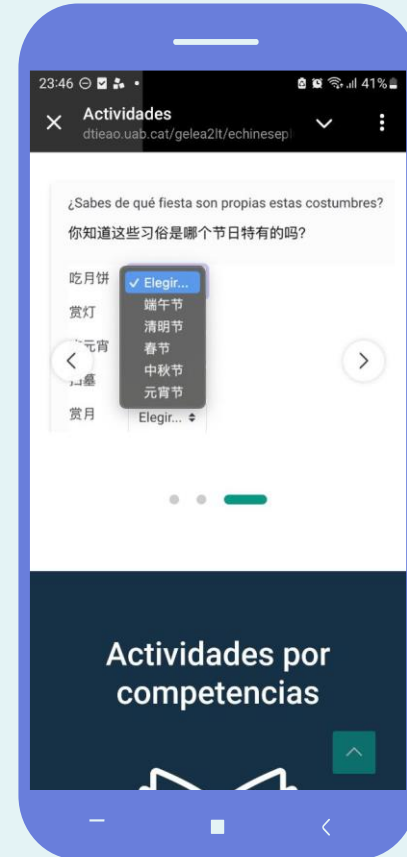 23:46
41%
Actividades
dtieao.uab.cat/gelea2lt/echinesepl
¿Sabes de qué fiesta son propias estas costumbres?
你知道这些习俗是哪个节日特有的吗?
吃月饼
✓ Elegir...
赏灯
端午节
清明节
元宵
春节
墓
中秋节
元宵节
赏月
Elegir...
Actividades por
competencias